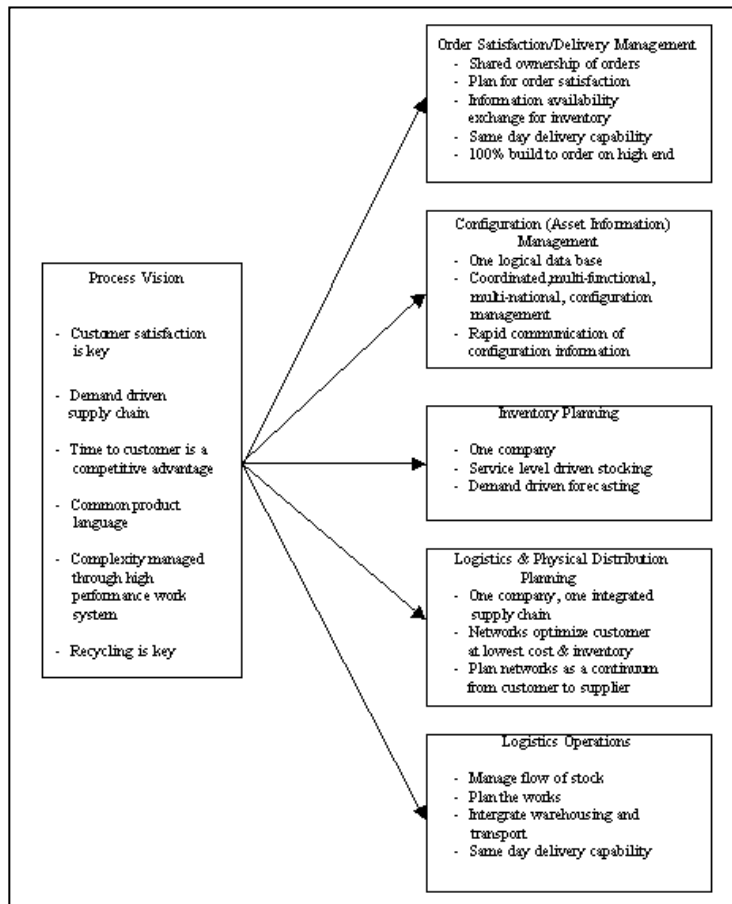 Process Vision
- Customer satisfaction
is key
- Demand driven
supply chain
- Time to customer is a
competitive advantage
- Common product
language
- Complexity managed
through high
performance work
system
- Recycling is key
Order Satisfaction/Delivery Management
- Shared ownership of orders
- Plan for order satisfaction
- Information availability
exchange for inventory
- Same day delivery capability
- 100% build to order on high end
Configuration (Asset Information)
Management
- One logical data base
- Coordinated,multi-functional,
multi-national, configuration
management
- Rapid communication of
configuration information
Inventory Planning
- One company
- Service level driven stocking
- Demand driven forecasting
Logistics & Physical Distribution
Planning
- One company, one integrated
supply chain
- Networks optimize customer
at lowest cost & inventory
- Plan networks as a continuum
from customer to supplier
Logistics Operations
- Manage flow of stock
- Plan the works
- Intergrate warehousing and
transport
- Same day delivery capability